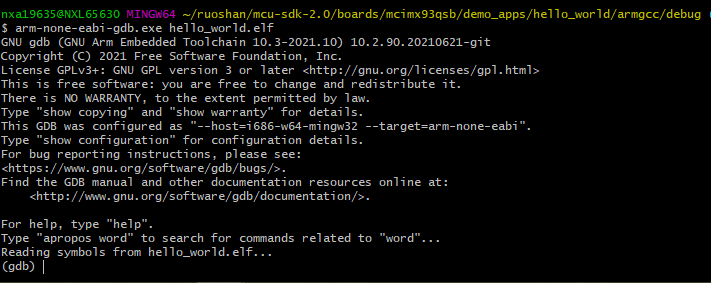 nxa19635@NXL65630 MINGW64 ~/ruoshan/mcu-sdk-2.0/boards/mcimx93qsb/demo_apps/hello_world/armgcc/debug
$ arm-none-eabi-gdb.exe hello_world.elf
GNU gdb (GNU Arm Embedded Toolchain 10.3-2021.10) 10.2.90.20210621-git
Copyright (C) 2021 Free Software Foundation, Inc.
License GPLv3+: GNU GPL version 3 or later <http://gnu.org/licenses/gpl.html>
This is free software: you are free to change and redistribute it.
There is NO WARRANTY, to the extent permitted by law.
Type "show copying" and "show warranty" for details.
This GDB was configured as "--host=i686-w64-mingw32 --target=arm-none-eabi".
Type "show configuration" for configuration details.
For bug reporting instructions, please see:
<https://www.gnu.org/software/gdb/bugs/>.
Find the GDB manual and other documentation resources online at:
    <http://www.gnu.org/software/gdb/documentation/>.
For help, type "help".
Type "apropos word" to search for commands related to "word"...
Reading symbols from hello_world.elf...
(gdb)